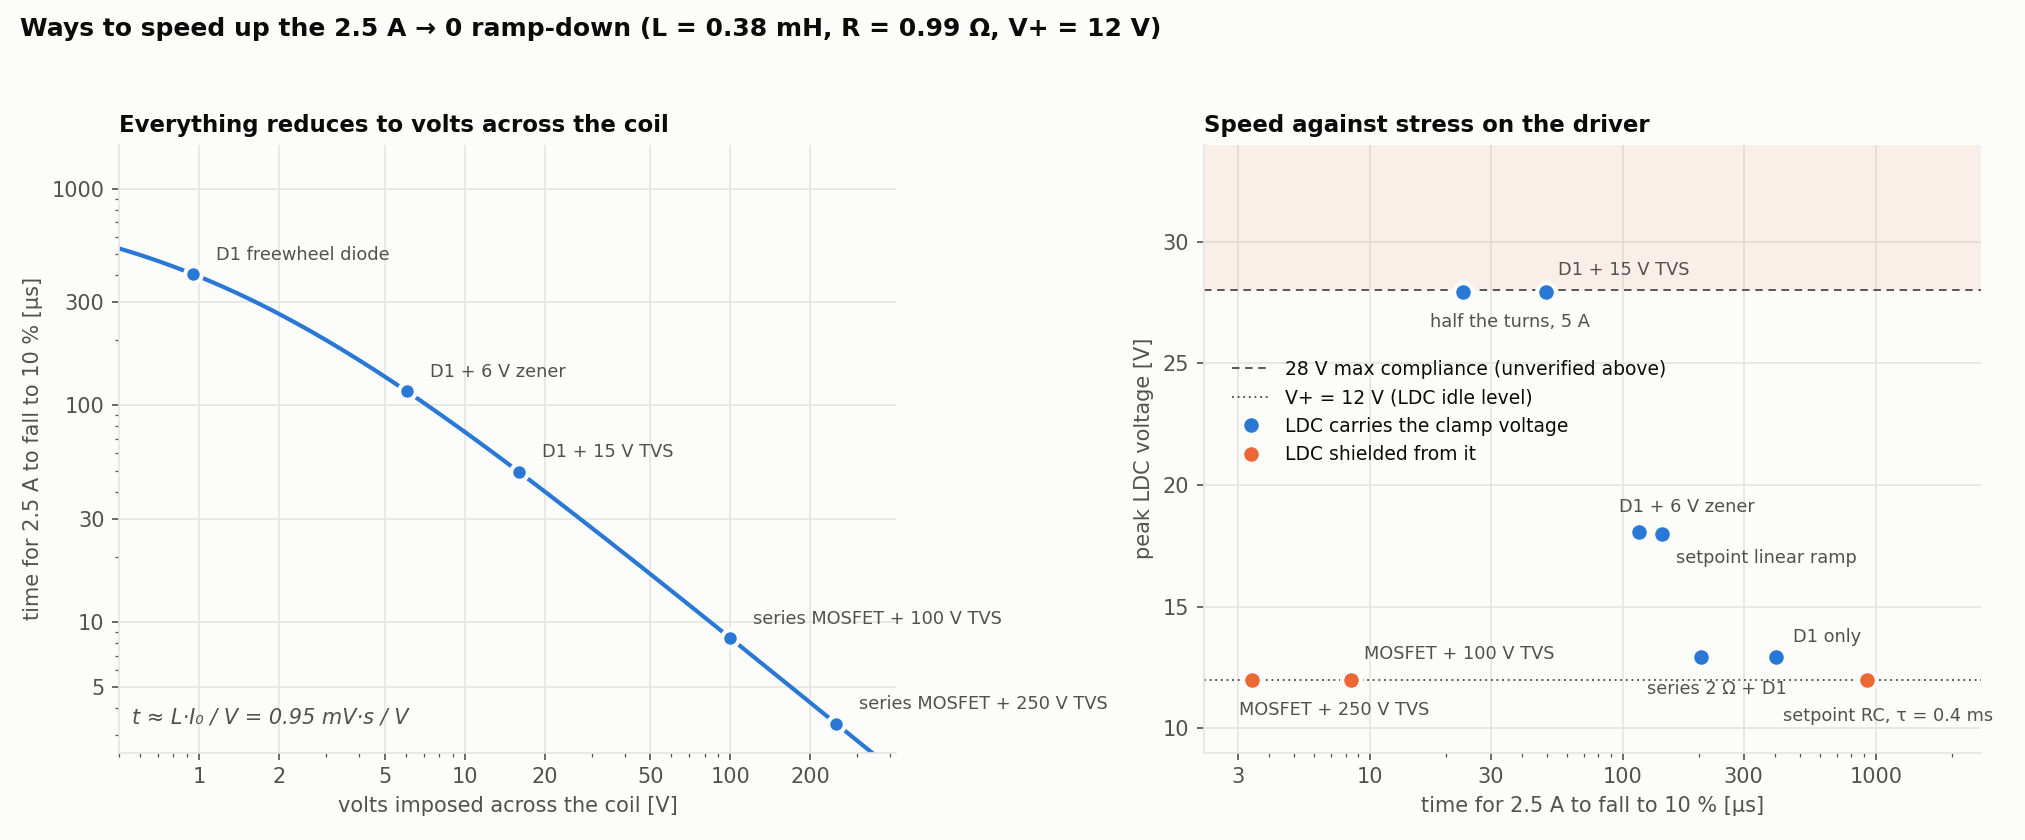 Ways to speed up the 2.5 A → 0 ramp-down (L = 0.38 mH, R = 0.99 Ω, V+ = 12 V)
Everything reduces to volts across the coil
time for 2.5 A to fall to 10 % [µs]
1000
300
100
30
10
5
D1 freewheel diode
D1 + 6 V zener
D1 + 15 V TVS
series MOSFET + 100 V TVS
series MOSFET + 250 V TVS
t ≈ L·I₀ / V = 0.95 mV·s / V
1 2 5 10 20 50 100 200
volts imposed across the coil [V]
Speed against stress on the driver
peak LDC voltage [V]
30
25
20
15
10
D1 + 15 V TVS
half the turns, 5 A
28 V max compliance (unverified above)
V+ = 12 V (LDC idle level)
LDC carries the clamp voltage
LDC shielded from it
D1 + 6 V zener
setpoint linear ramp
D1 only
MOSFET + 100 V TVS
series 2 Ω + D1
MOSFET + 250 V TVS
setpoint RC, τ = 0.4 ms
3 10 30 100 300 1000
time for 2.5 A to fall to 10 % [µs]